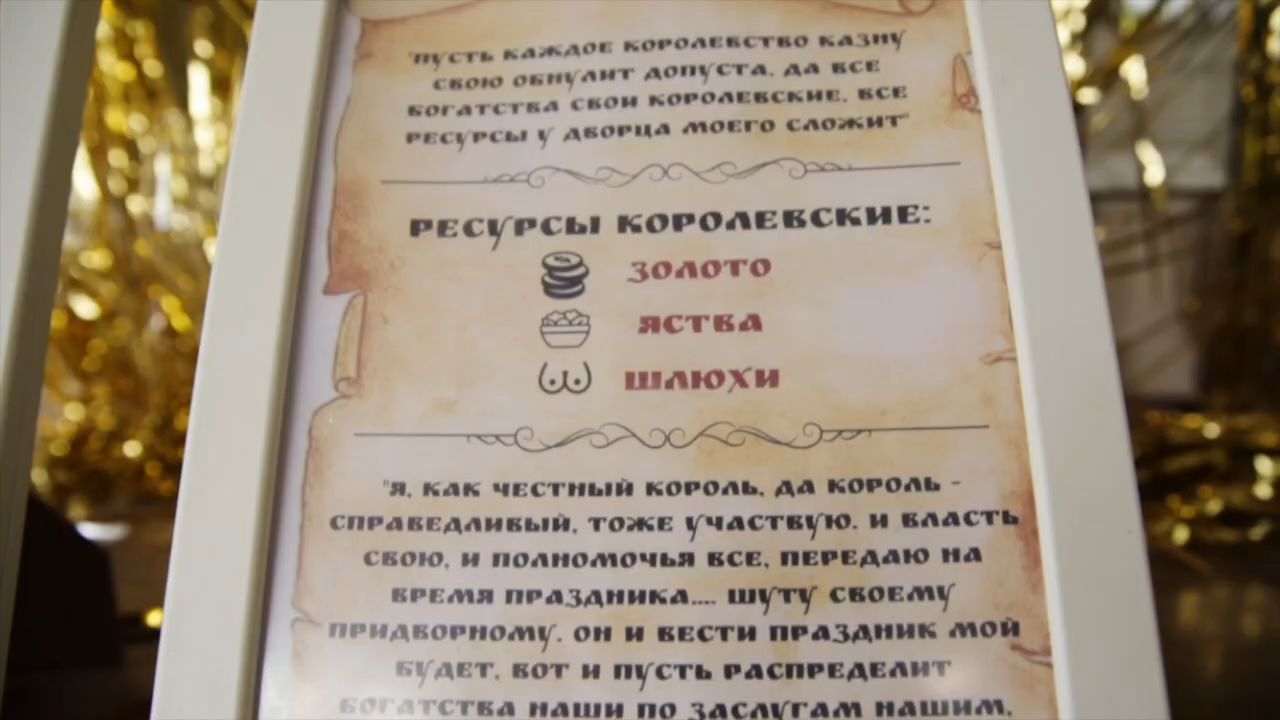 "ПУСТЬ КАЖДОЕ КОРОЛЕВСТВО КАЗНУ
СВОЮ ОБНУЛИТ ДОПУСТА, ДА ВСЕ
БОГАТСТВА СВОИ КОРОЛЕВСКИЕ, ВСЕ
РЕСУРСЫ У ДВОРЦА МОЕГО СЛОЖИТ"
РЕСУРСЫ КОРОЛЕВСКИЕ:
ЗОЛОТО
ЯСТВА
ШЛЮХИ
"Я, КАК ЧЕСТНЫЙ КОРОЛЬ, ДА КОРОЛЬ -
СПРАВЕДЛИВЫЙ, ТОЖЕ УЧАСТВУЮ. И ВЛАСТЬ
СВОЮ, И ПОЛНОМОЧЬЯ ВСЕ, ПЕРЕДАЮ НА
ВРЕМЯ ПРАЗДНИКА.... ШУТУ СВОЕМУ
ПРИДВОРНОМУ. ОН И ВЕСТИ ПРАЗДНИК МОЙ
БУДЕТ, ВОТ И ПУСТЬ РАСПРЕДЕЛИТ
БОГАТСТВА НАШИ ПО ЗАСЛУГАМ НАШИМ,